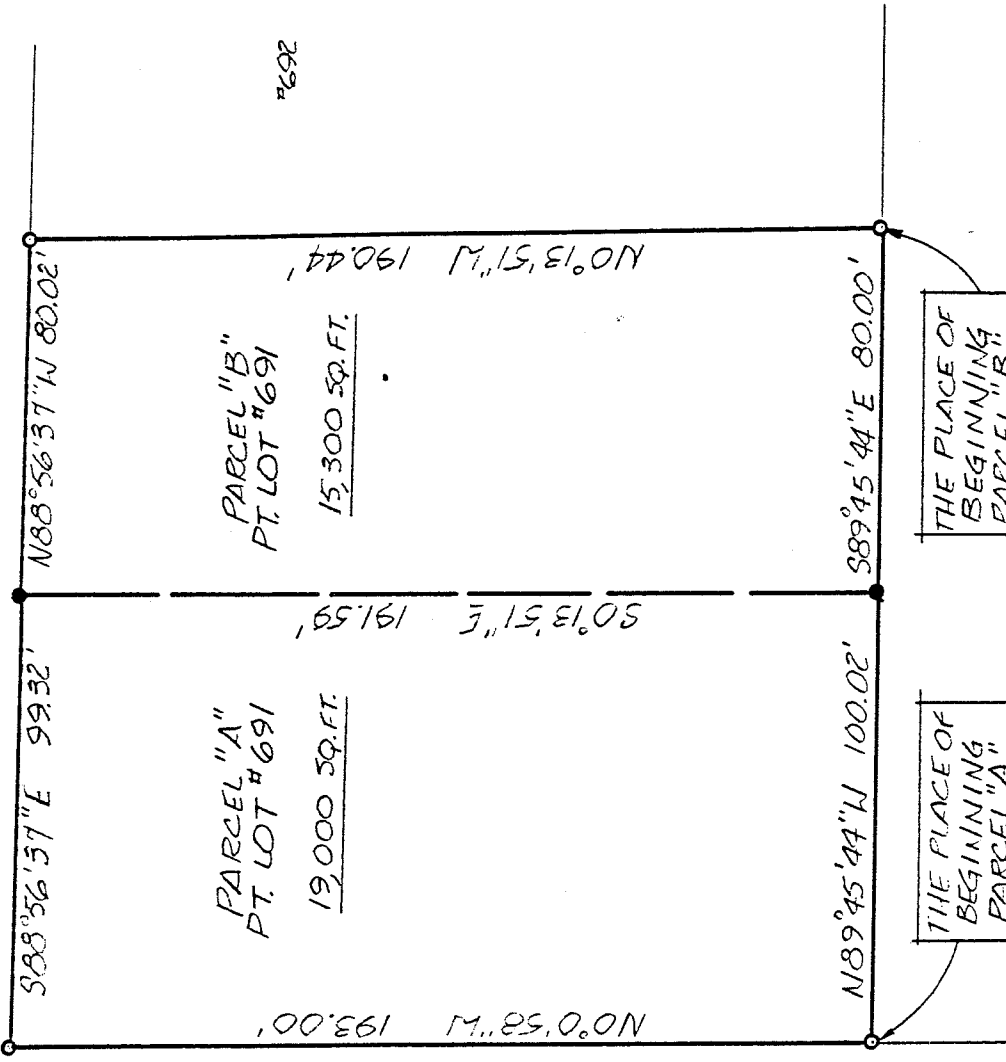 #692
N88°56'37"W 80.02'
N0°13'51"W 190.44'
PARCEL "B"
PT. LOT #691
15,300 SQ.FT.
S89°45'44"E 80.00'
THE PLACE OF
BEGINNING
PARCEL "B"
S0°13'51"E 191.59'
S88°56'37"E 99.32'
PARCEL "A"
PT. LOT #691
19,000 SQ.FT.
N89°45'44"W 100.02'
THE PLACE OF
BEGINNING
PARCEL "A"
N0°0'58"W 193.00'